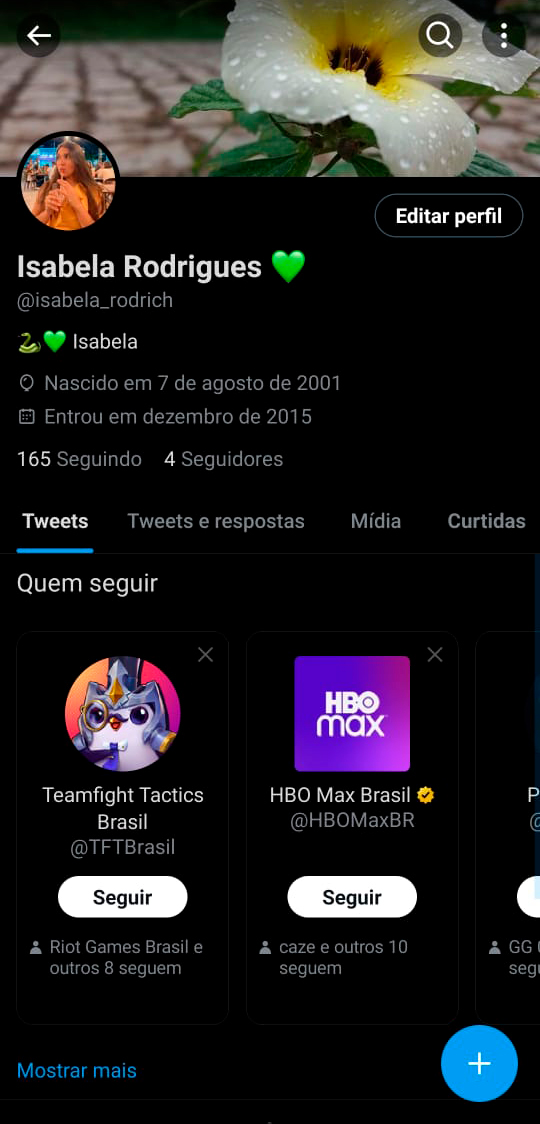 Editar perfil
Isabela Rodrigues 💚
@isabela_rodrich
🐍💚 Isabela
Nascido em 7 de agosto de 2001
Entrou em dezembro de 2015
165 Seguindo 4 Seguidores
Tweets Tweets e respostas Mídia Curtidas
Quem seguir
Teamfight Tactics
Brasil
@TFTBrasil
Seguir
Riot Games Brasil e
outros 8 seguem
HBO
max
HBO Max Brasil
@HBOMaxBR
Seguir
caze e outros 10
seguem
P
@
GG
segu
Mostrar mais